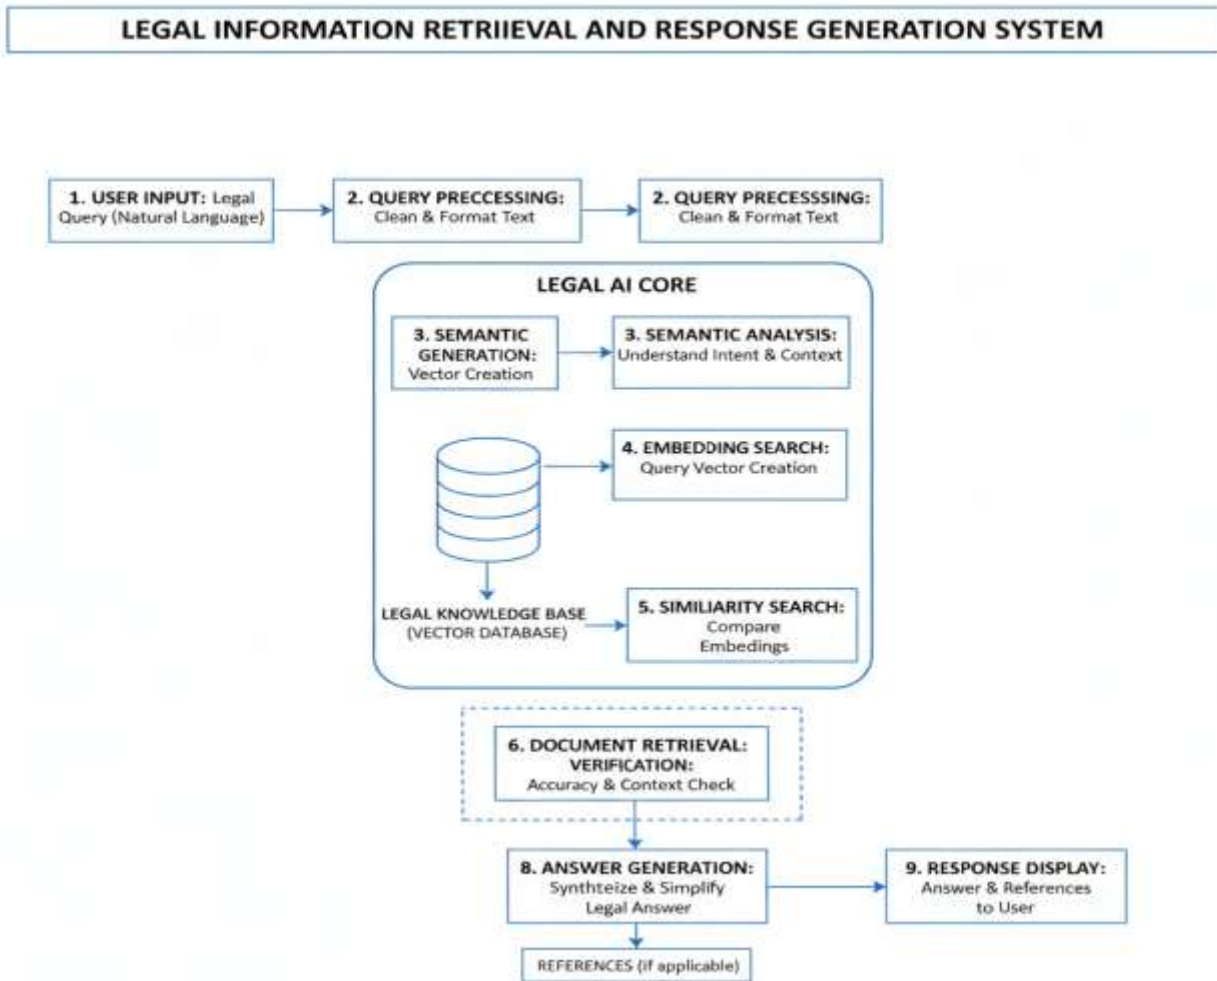 LEGAL INFORMATION RETRIIEVAL AND RESPONSE GENERATION SYSTEM
1. USER INPUT: Legal
Query (Natural Language)
2. QUERY PRECCESSING:
Clean & Format Text
2. QUERY PRECESSSING:
Clean & Format Text
LEGAL AI CORE
3. SEMANTIC
GENERATION:
Vector Creation
3. SEMANTIC ANALYSIS:
Understand Intent & Context
4. EMBEDDING SEARCH:
Query Vector Creation
LEGAL KNOWLEDGE BASE
(VECTOR DATABASE)
5. SIMILIARITY SEARCH:
Compare
Embedings
6. DOCUMENT RETRIEVAL:
VERIFICATION:
Accuracy & Context Check
8. ANSWER GENERATION:
Synthteize & Simplify
Legal Answer
9. RESPONSE DISPLAY:
Answer & References
to User
REFERENCES (if applicable)